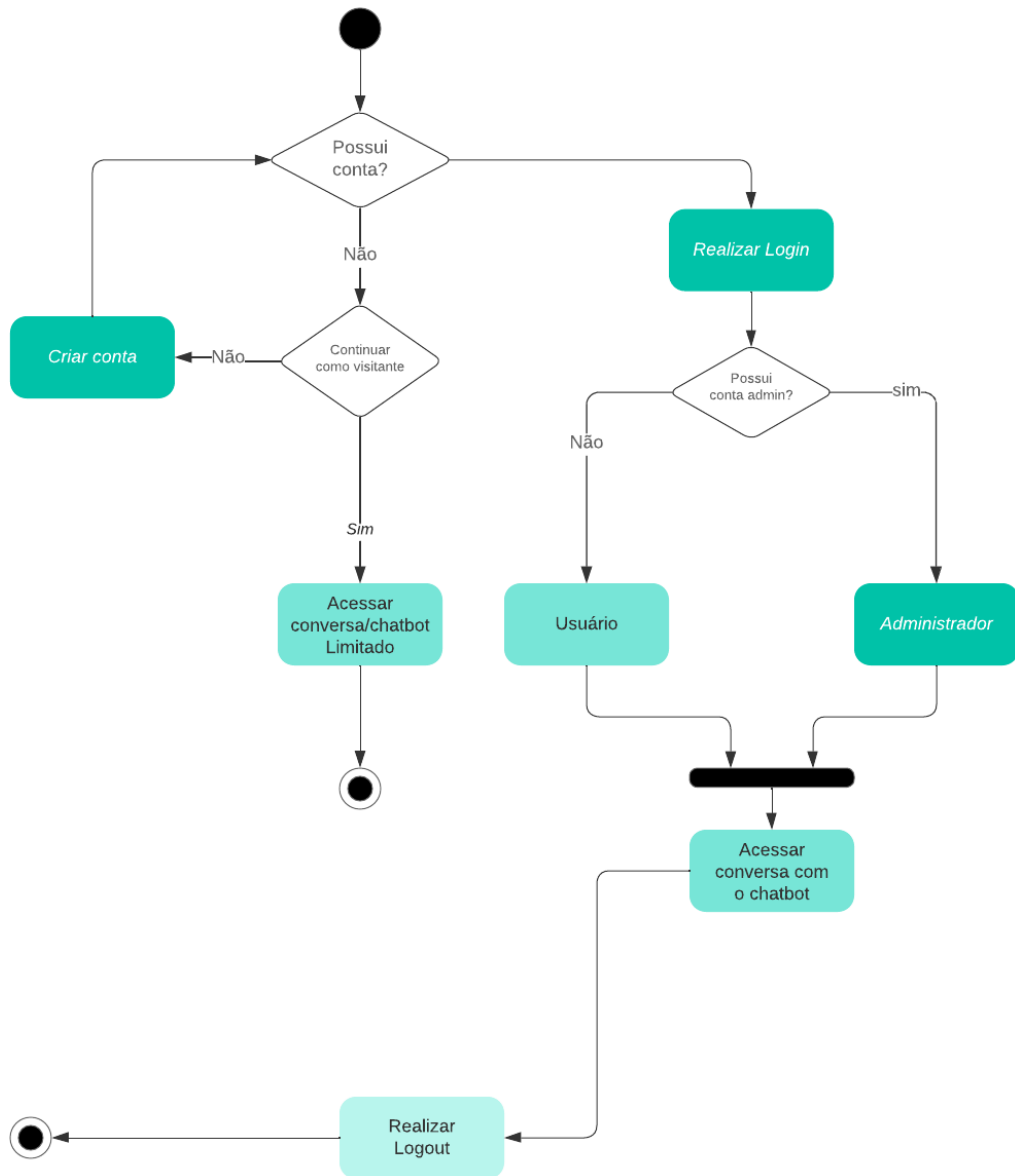 Possui
conta?
Não
Realizar Login
Continuar
como visitante
Não
Criar conta
Possui
conta admin?
sim
Não
Sim
Acessar
conversa/chatbot
Limitado
Usuário
Administrador
Acessar
conversa com
o chatbot
Realizar
Logout